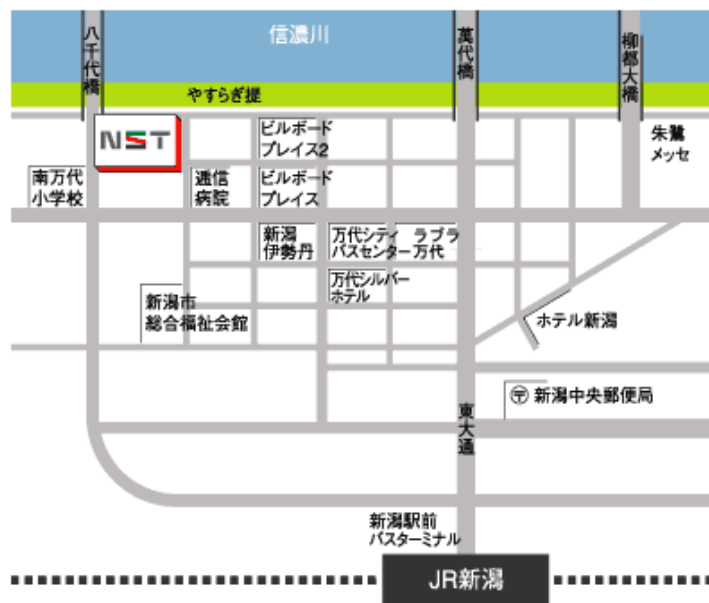 信濃川
八千代橋
萬代橋
柳都大橋
やすらぎ提
NST
ビルボード
プレイス2
朱鷺
メッセ
南万代
小学校
逓信
病院
ビルボード
プレイス
新潟
伊勢丹
万代シティ
バスセンター
ラブラ
万代
万代シルバー
ホテル
新潟市
総合福祉会館
ホテル新潟
〒新潟中央郵便局
東大通
新潟駅前
バスターミナル
JR新潟